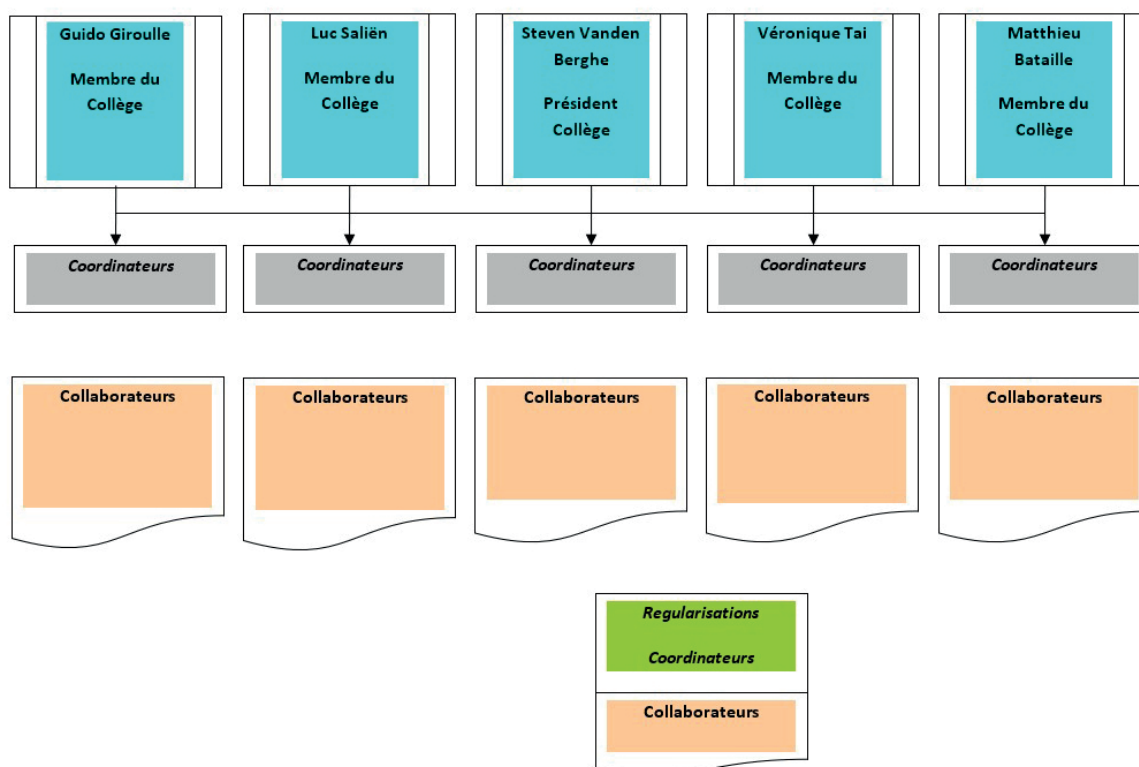 Guido Giroulle
Membre du
Collège
Luc Saliën
Membre du
Collège
Steven Vanden
Berghe
Président
Collège
Véronique Tai
Membre du
Collège
Matthieu
Bataille
Membre du
Collège
Coordinateurs
Coordinateurs
Coordinateurs
Coordinateurs
Coordinateurs
Collaborateurs
Collaborateurs
Collaborateurs
Collaborateurs
Collaborateurs
Regularisations
Coordinateurs
Collaborateurs